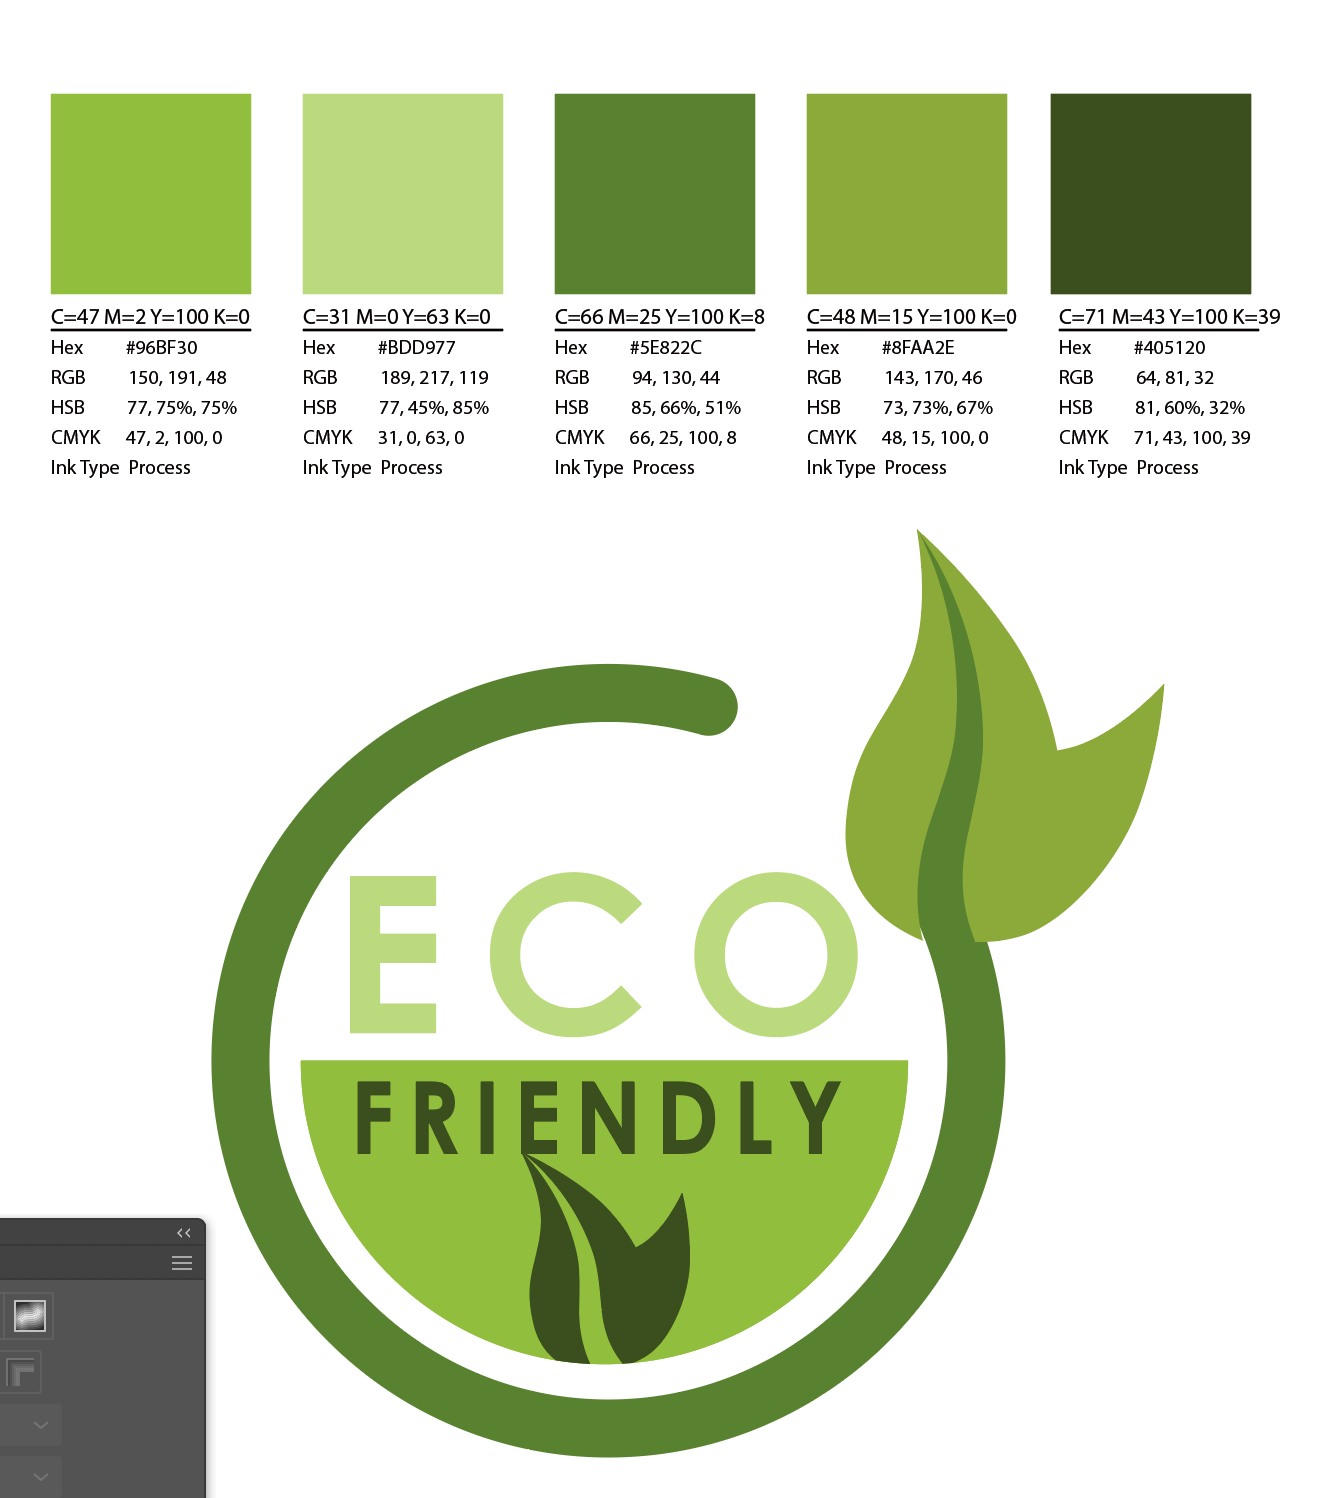 C=47 M=2 Y=100 K=0
Hex #96BF30
RGB 150, 191, 48
HSB 77, 75%, 75%
CMYK 47, 2, 100, 0
Ink Type Process
C=31 M=0 Y=63 K=0
Hex #BDD977
RGB 189, 217, 119
HSB 77, 45%, 85%
CMYK 31, 0, 63, 0
Ink Type Process
C=66 M=25 Y=100 K=8
Hex #5E822C
RGB 94, 130, 44
HSB 85, 66%, 51%
CMYK 66, 25, 100, 8
Ink Type Process
C=48 M=15 Y=100 K=0
Hex #8FAA2E
RGB 143, 170, 46
HSB 73, 73%, 67%
CMYK 48, 15, 100, 0
Ink Type Process
C=71 M=43 Y=100 K=39
Hex #405120
RGB 64, 81, 32
HSB 81, 60%, 32%
CMYK 71, 43, 100, 39
Ink Type Process
ECO
FRIENDLY